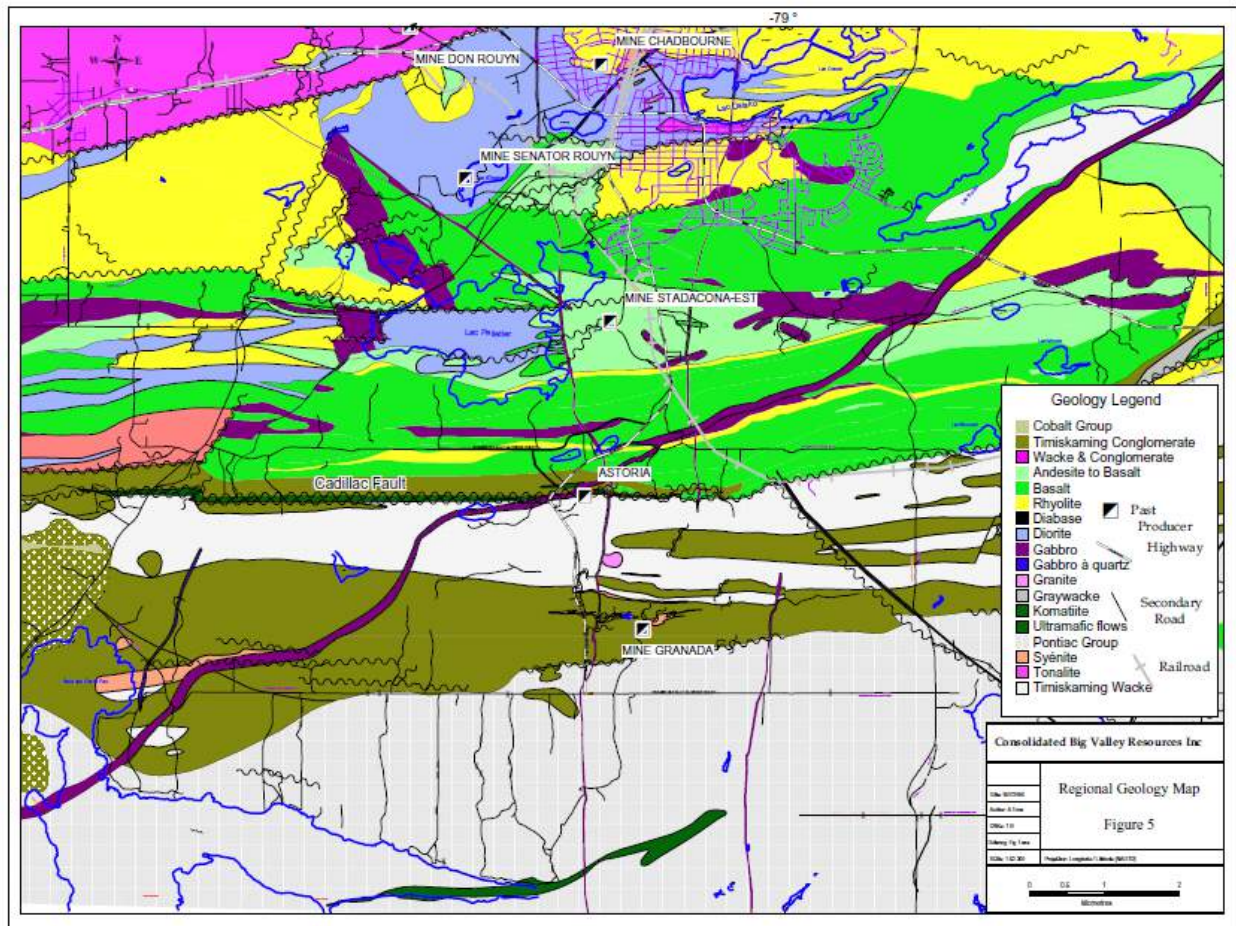 -79 °
N
W E
S
MINE CHADBOURNE
MINE DON ROUYN
MINE SENATOR ROUYN
MINE STADACONA-EST
Lac Pelletier
Cadillac Fault
ASTORIA
MINE GRANADA
Geology Legend
Cobalt Group
Timiskaming Conglomerate
Wacke & Conglomerate
Andesite to Basalt
Basalt
Rhyolite
Diabase
Diorite
Gabbro
Gabbro à quartz
Granite
Graywacke
Komatiite
Ultramafic flows
Pontiac Group
Syénite
Tonalite
Timiskaming Wacke
Past
Producer
Highway
Secondary
Road
Railroad
Consolidated Big Valley Resources Inc
Regional Geology Map
Figure 5
0 0.5 1 2
Kilometres